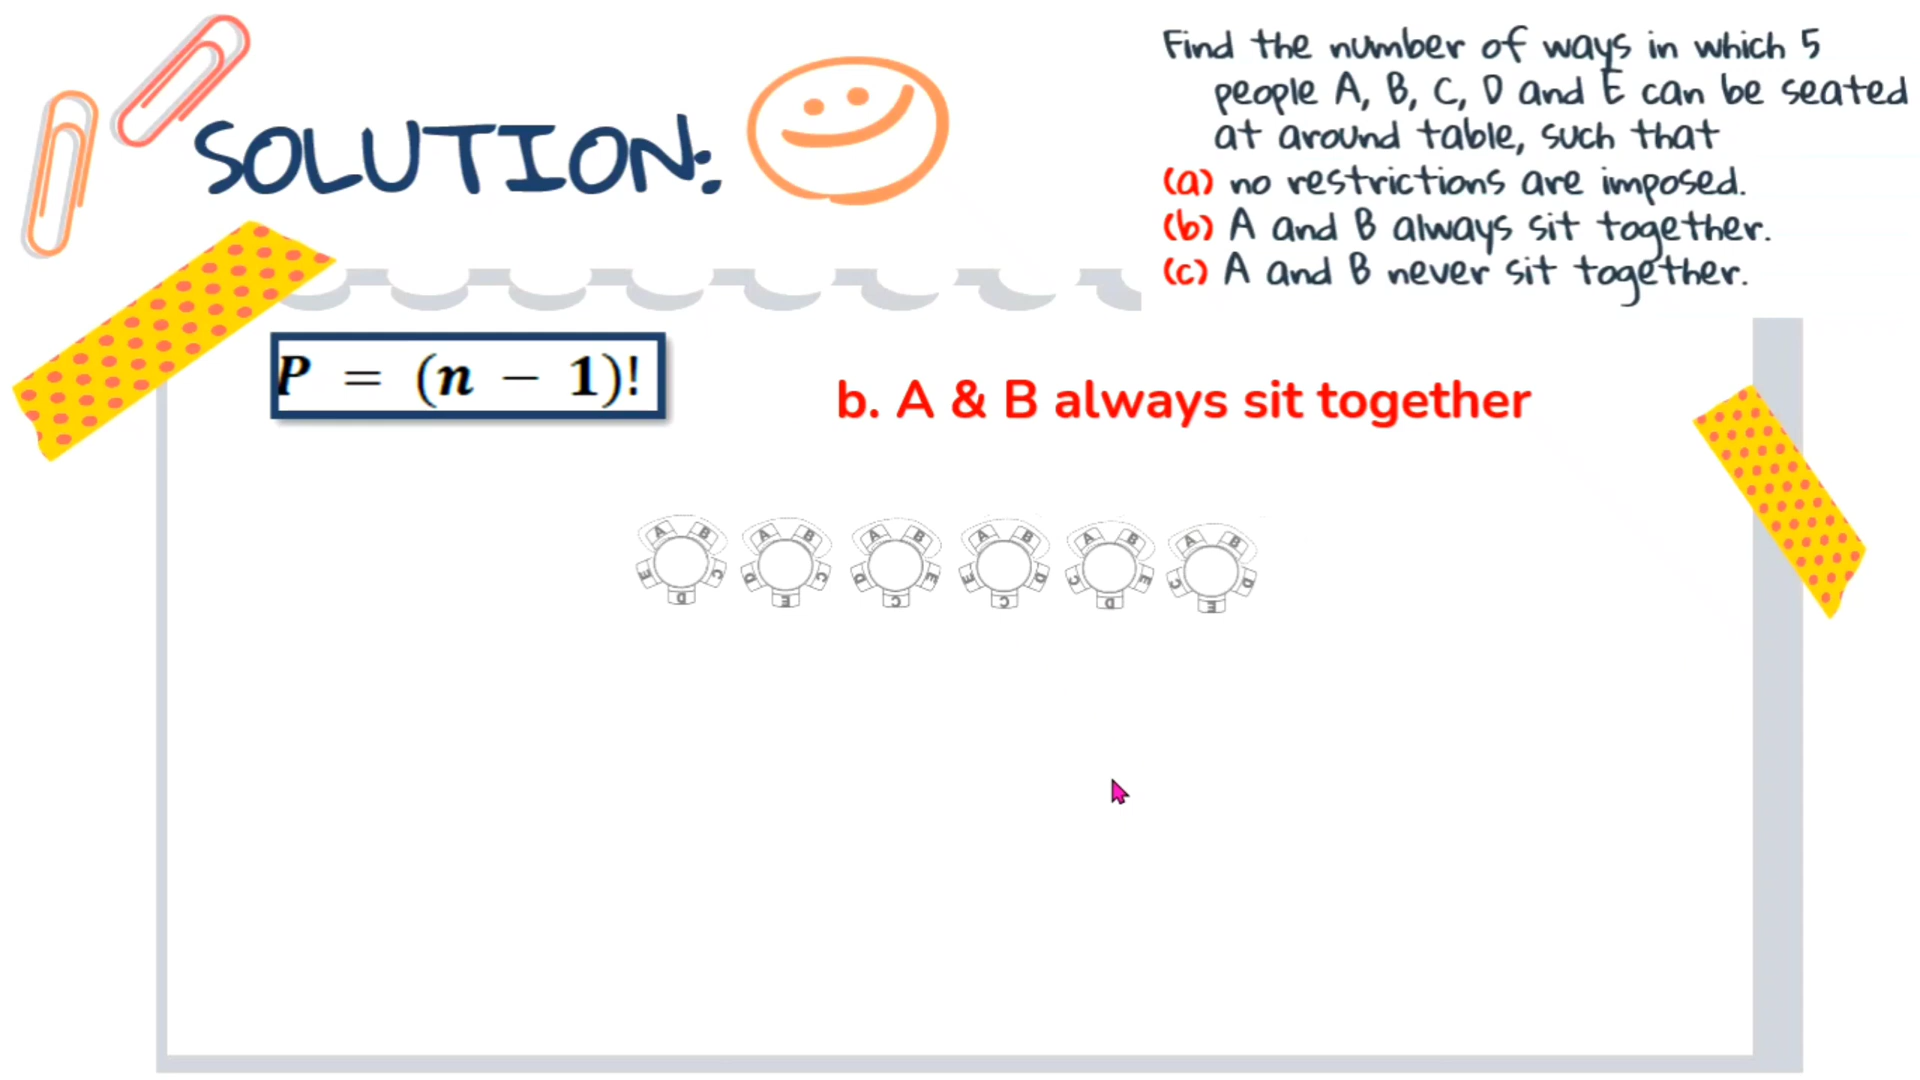 SOLUTION:
Find the number of ways in which 5
people A, B, C, D and E can be seated
at around table, such that
(a) no restrictions are imposed.
(b) A and B always sit together.
(c) A and B never sit together.
P = (n − 1)!
b. A & B always sit together
A B C D E
A B C E D
A B E C D
A B D C E
A B E D C
A B D E C